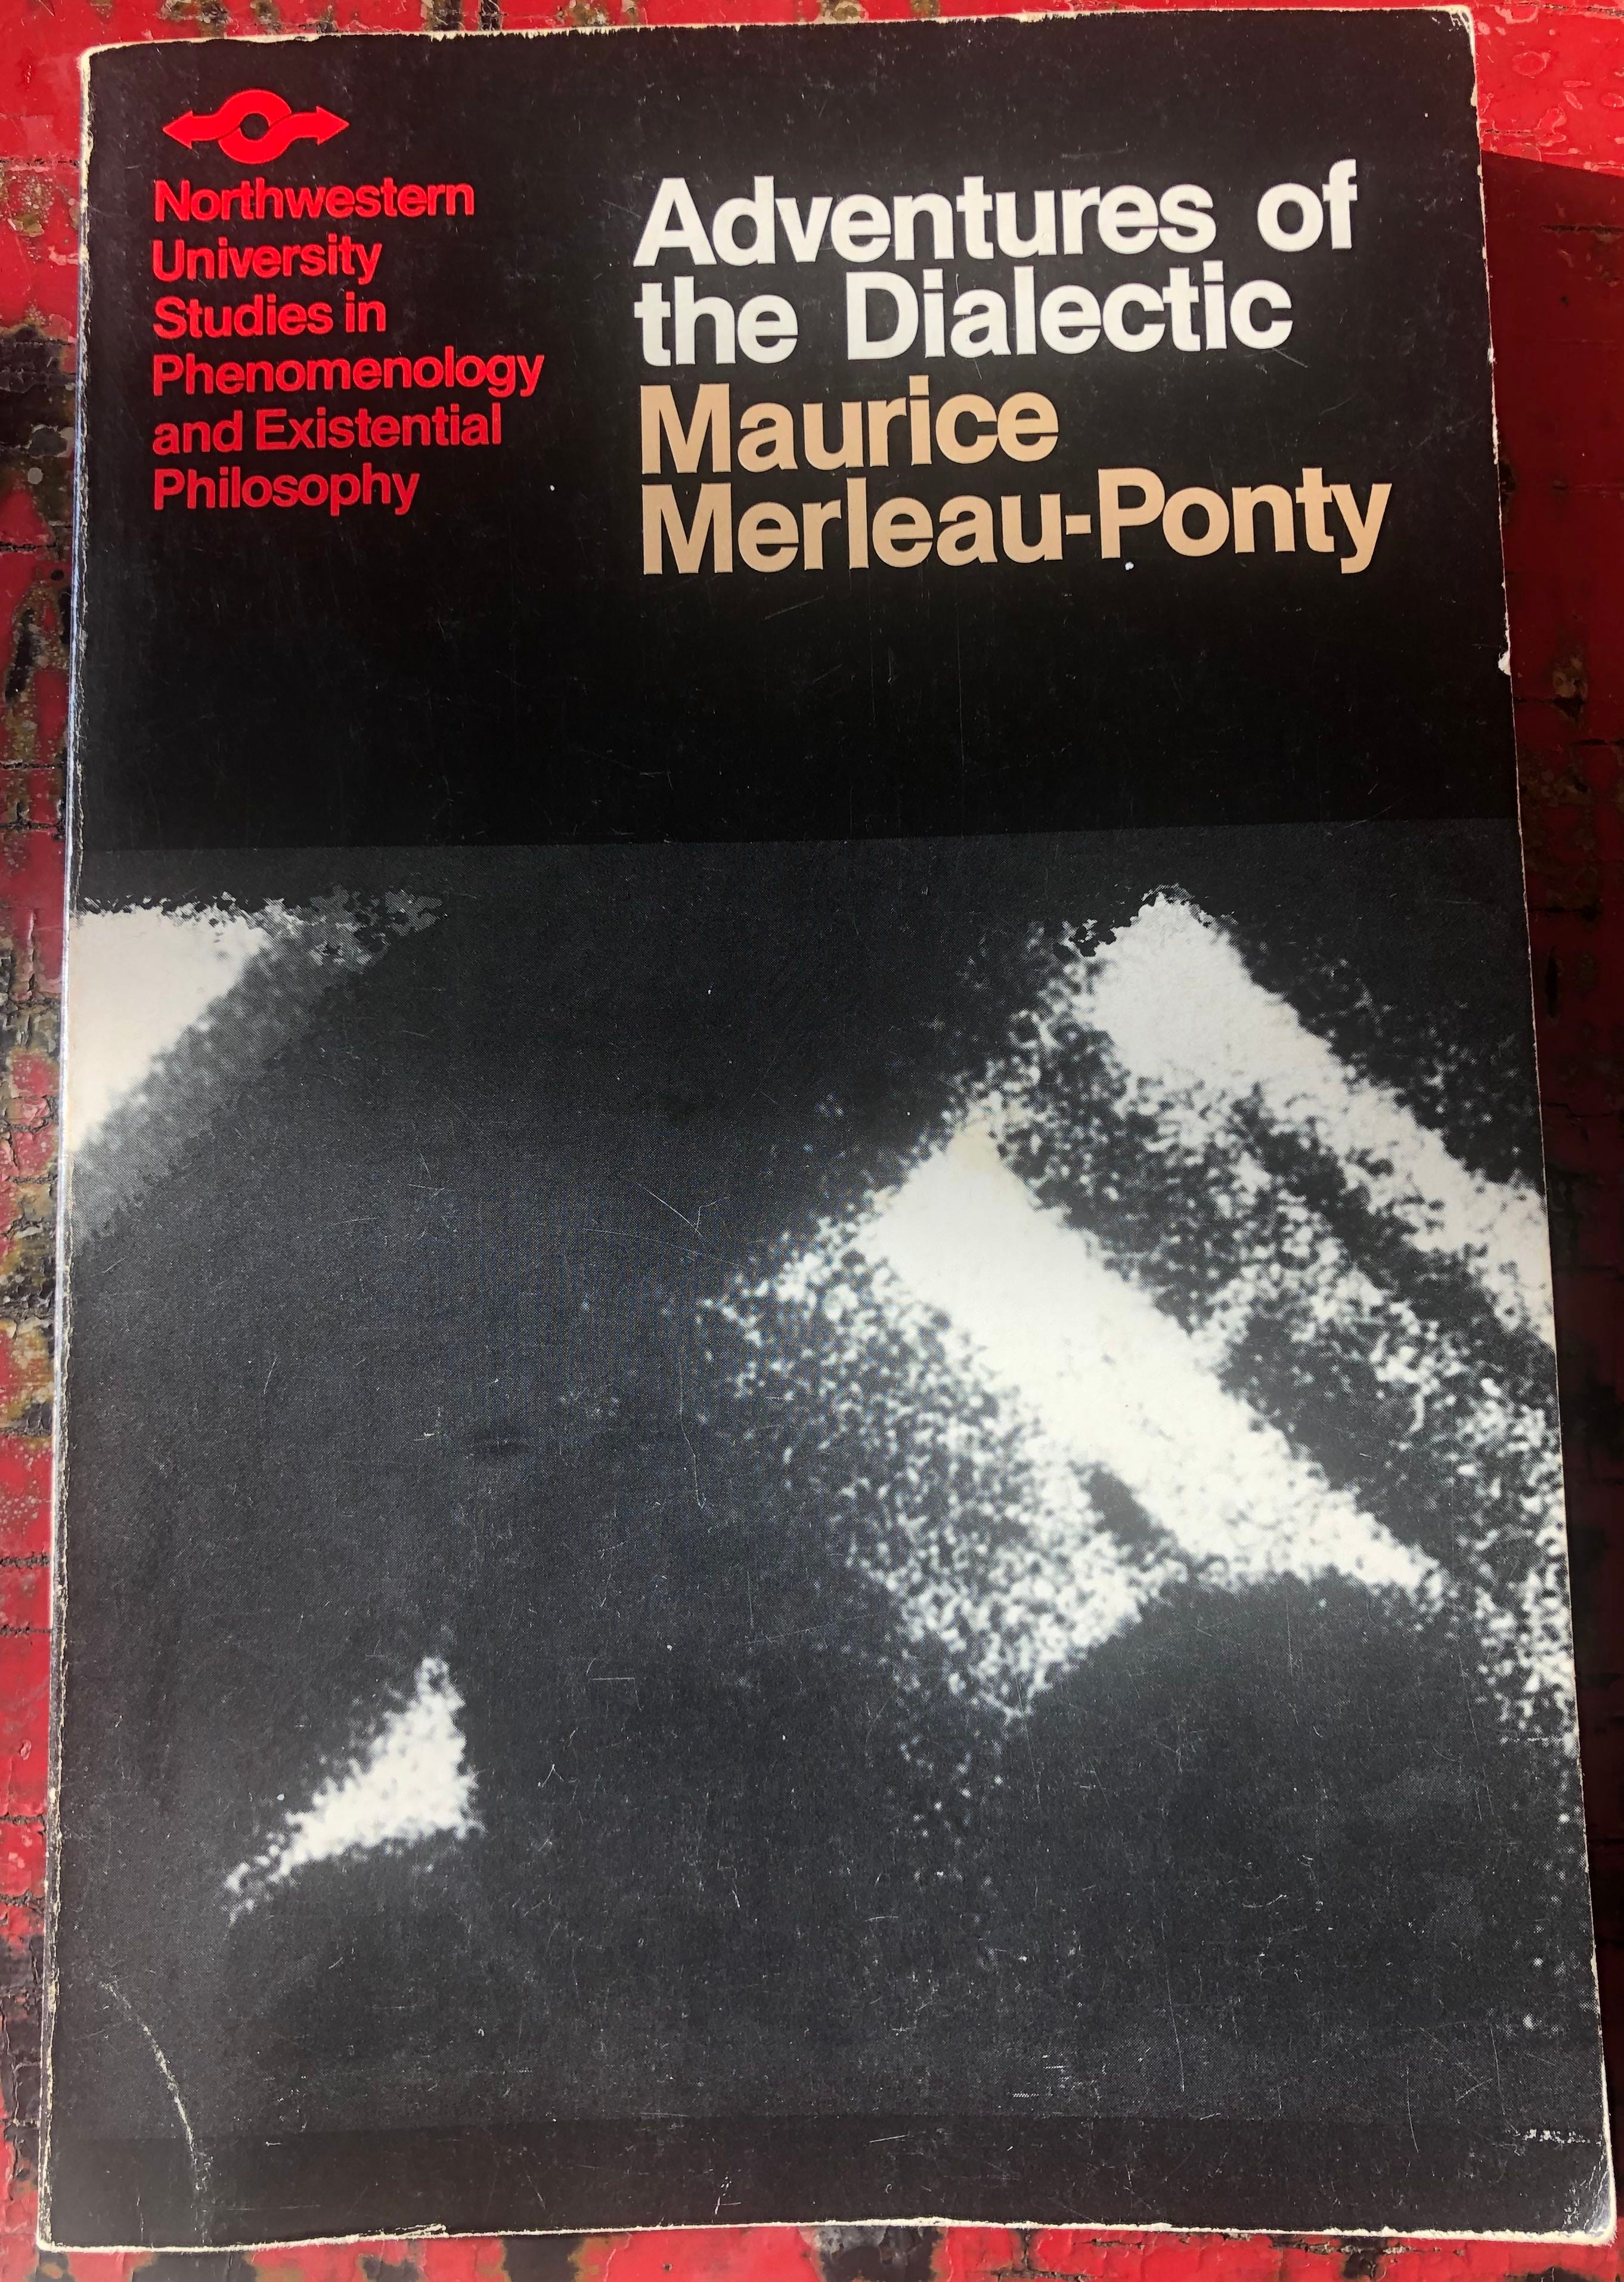 Northwestern
University
Studies in
Phenomenology
and Existential
Philosophy
Adventures of
the Dialectic
Maurice
Merleau-Ponty